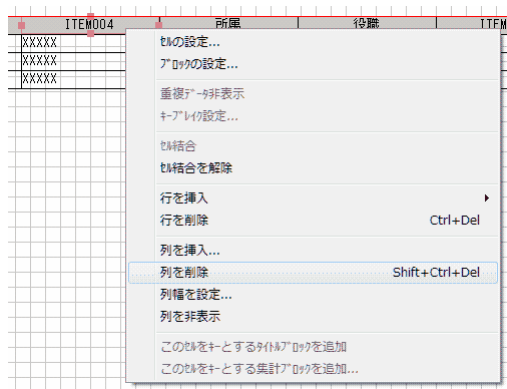 ITEM004 所属 役職 ITEM
XXXXX
XXXXX
XXXXX
ｾﾙの設定...
ﾌﾞﾛｯｸの設定...
重複ﾃﾞｰﾀ非表示
ｷｰﾌﾞﾚｲｸ設定...
ｾﾙ結合
ｾﾙ結合を解除
行を挿入
行を削除 Ctrl+Del
列を挿入...
列を削除 Shift+Ctrl+Del
列幅を設定...
列を非表示
このｾﾙをｷｰとするﾀｲﾄﾙﾌﾞﾛｯｸを追加
このｾﾙをｷｰとする集計ﾌﾞﾛｯｸを追加...